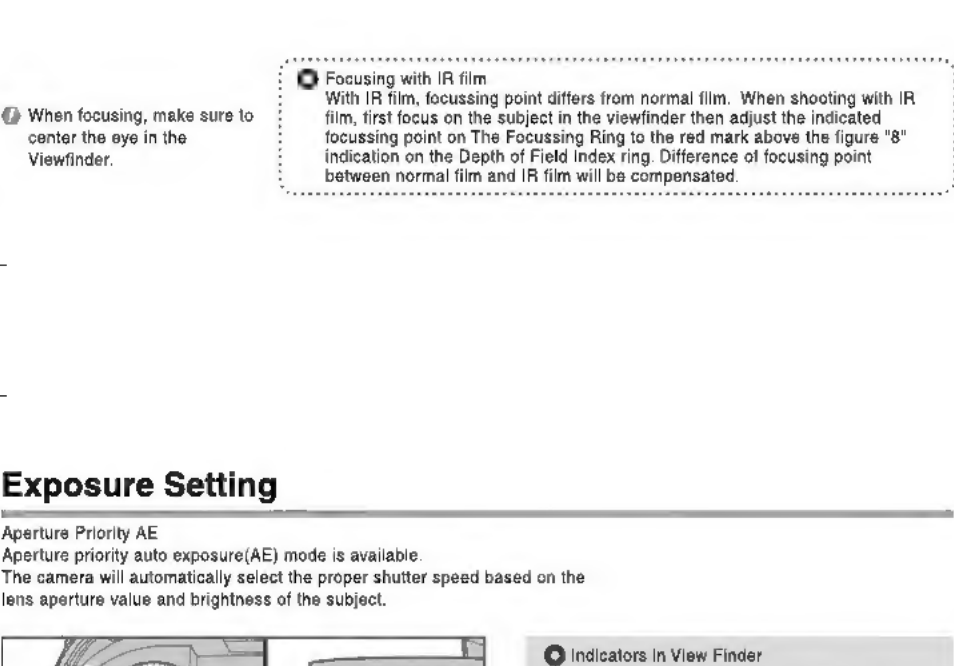 When focusing, make sure to
center the eye in the
Viewfinder.
Focusing with IR film
With IR film, focussing point differs from normal film. When shooting with IR
film, first focus on the subject in the viewfinder then adjust the indicated
focussing point on The Focussing Ring to the red mark above the figure "8"
indication on the Depth of Field Index ring. Difference of focusing point
between normal film and IR film will be compensated.
Exposure Setting
Aperture Priority AE
Aperture priority auto exposure(AE) mode is available.
The camera will automatically select the proper shutter speed based on the
lens aperture value and brightness of the subject.
Indicators in View Finder